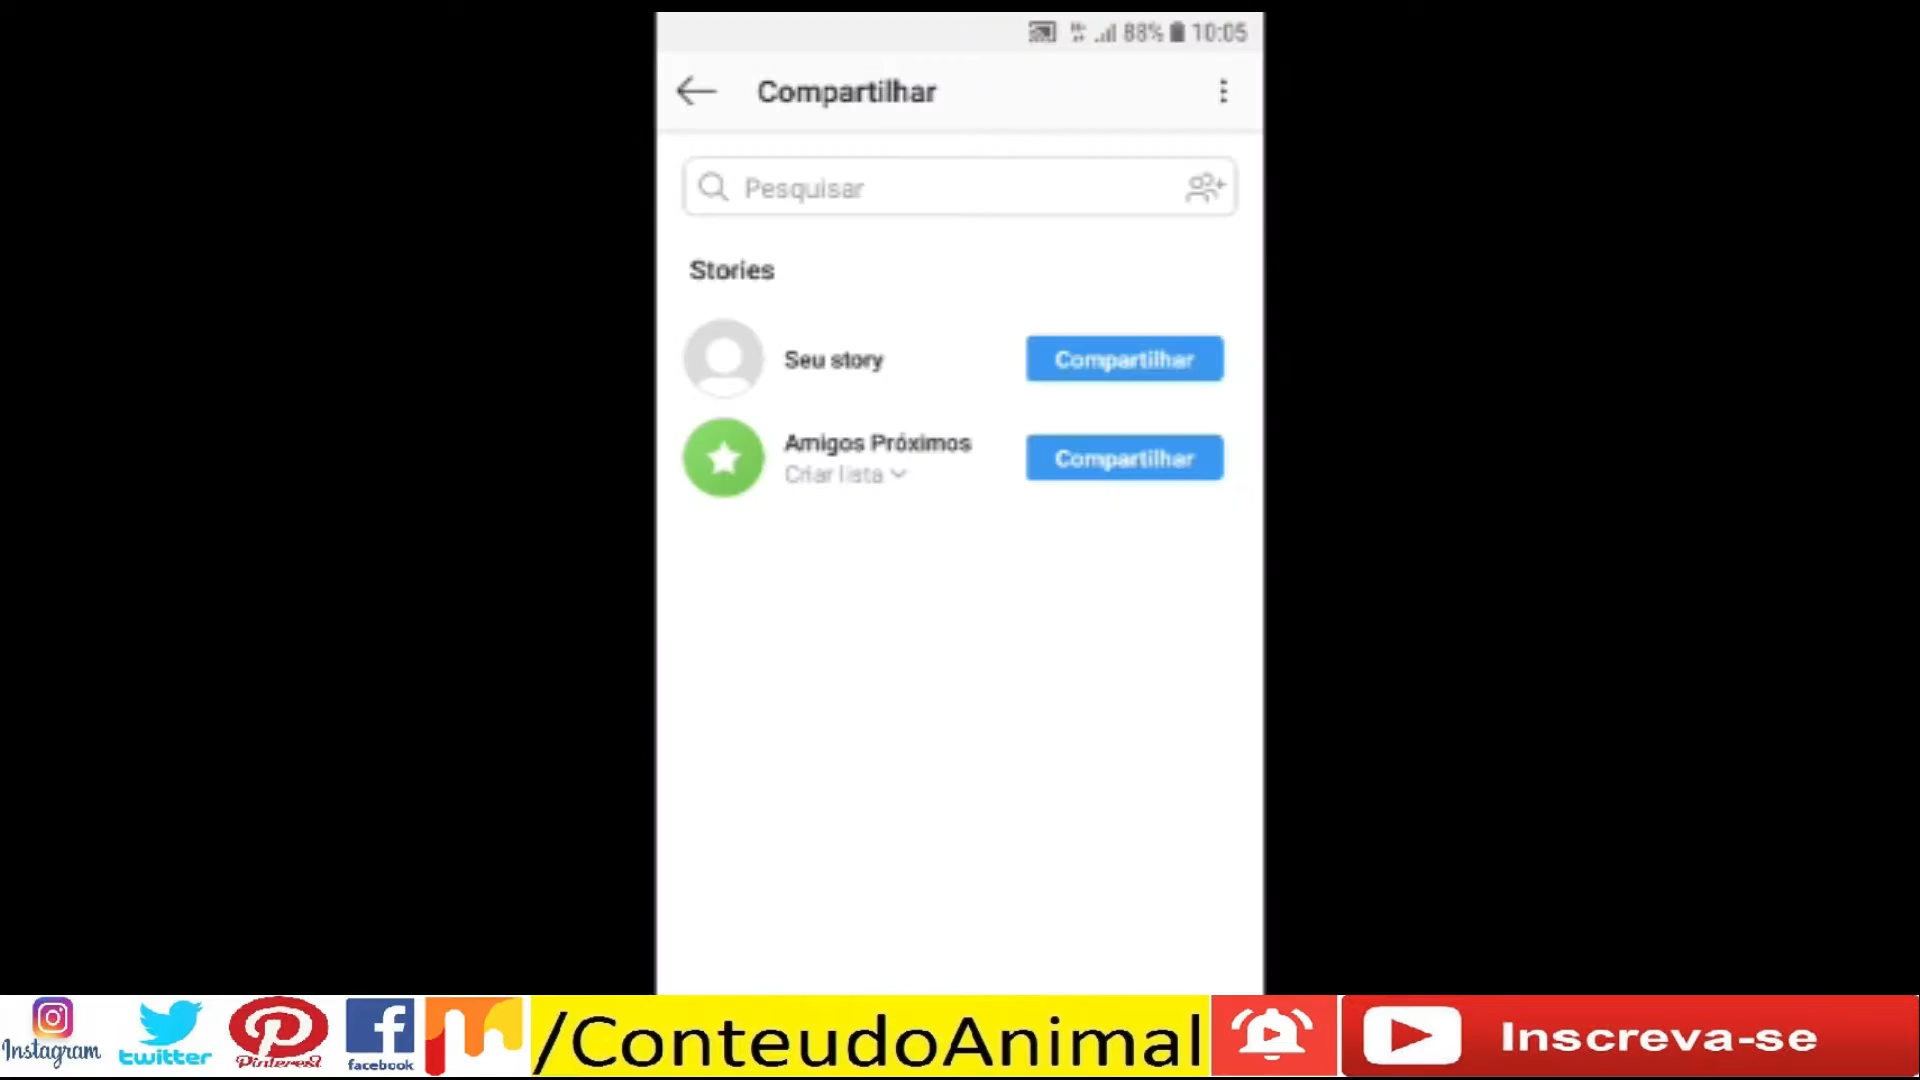 88% 10:05
Compartilhar
Pesquisar
Stories
Seu story
Compartilhar
Amigos Próximos
Criar lista
Compartilhar
Instagram
twitter
Pinterest
facebook
/ConteudoAnimal
Inscreva-se